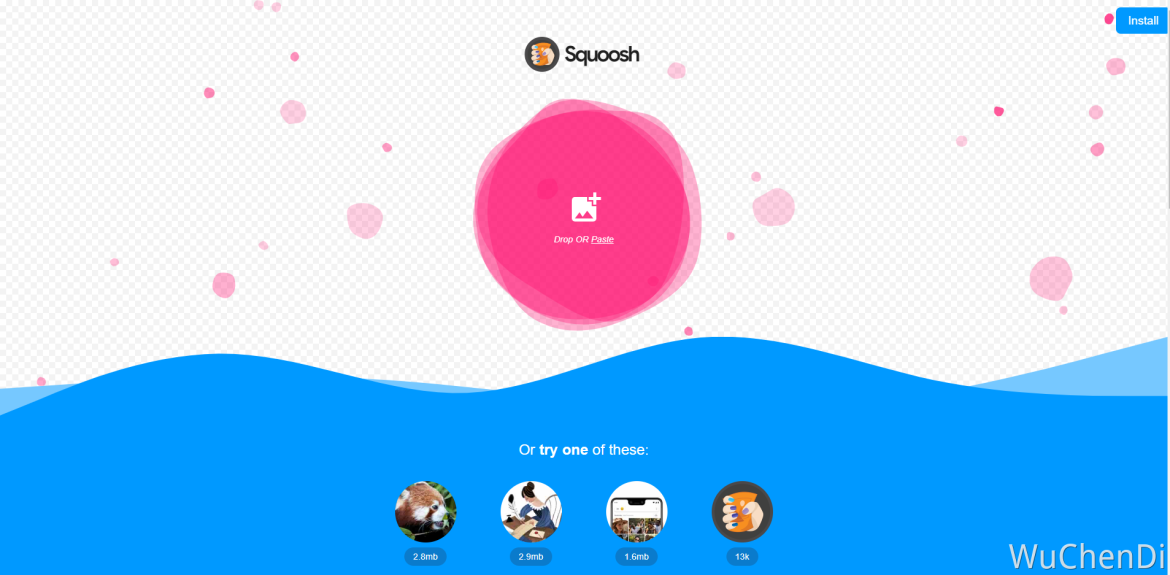 Install
Squoosh
Drop OR Paste
Or try one of these:
2.8mb
2.9mb
1.6mb
13k
WuChenDi